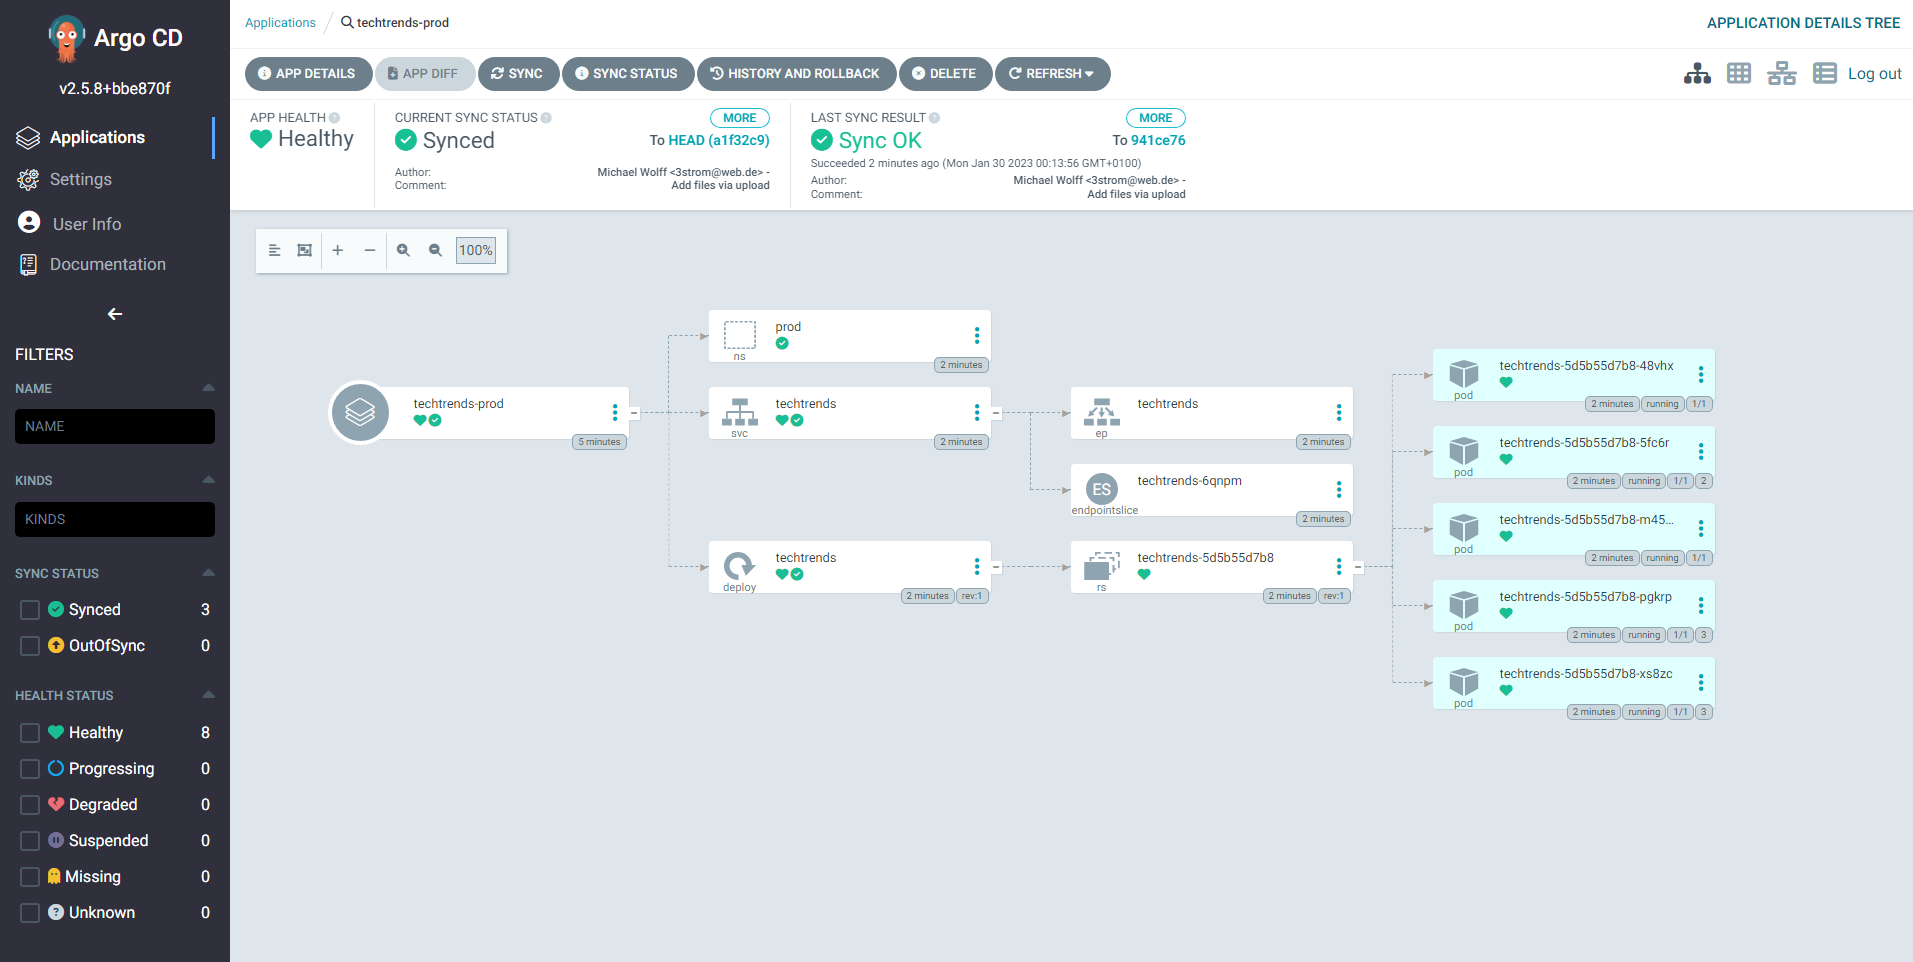 Argo CD
v2.5.8+bbe870f
Applications
Settings
User Info
Documentation
FILTERS
NAME
NAME
KINDS
KINDS
SYNC STATUS
Synced 3
OutOfSync 0
HEALTH STATUS
Healthy 8
Progressing 0
Degraded 0
Suspended 0
Missing 0
Unknown 0
Applications / techtrends-prod
APPLICATION DETAILS TREE
APP DETAILS APP DIFF SYNC SYNC STATUS HISTORY AND ROLLBACK DELETE REFRESH
Log out
APP HEALTH
Healthy
CURRENT SYNC STATUS MORE
Synced To HEAD (a1f32c9)
Author: Michael Wolff <3strom@web.de> -
Comment: Add files via upload
LAST SYNC RESULT MORE
Sync OK To 941ce76
Succeeded 2 minutes ago (Mon Jan 30 2023 00:13:56 GMT+0100)
Author: Michael Wolff <3strom@web.de> -
Comment: Add files via upload
100%
techtrends-prod
5 minutes
prod
ns
2 minutes
techtrends
svc
2 minutes
techtrends
deploy
2 minutes rev:1
techtrends
ep
2 minutes
ES
techtrends-6qnpm
endpointslice
2 minutes
techtrends-5d5b55d7b8
rs
2 minutes rev:1
techtrends-5d5b55d7b8-48vhx
pod
2 minutes running 1/1
techtrends-5d5b55d7b8-5fc6r
pod
2 minutes running 1/1 2
techtrends-5d5b55d7b8-m45...
pod
2 minutes running 1/1
techtrends-5d5b55d7b8-pgkrp
pod
2 minutes running 1/1 3
techtrends-5d5b55d7b8-xs8zc
pod
2 minutes running 1/1 3